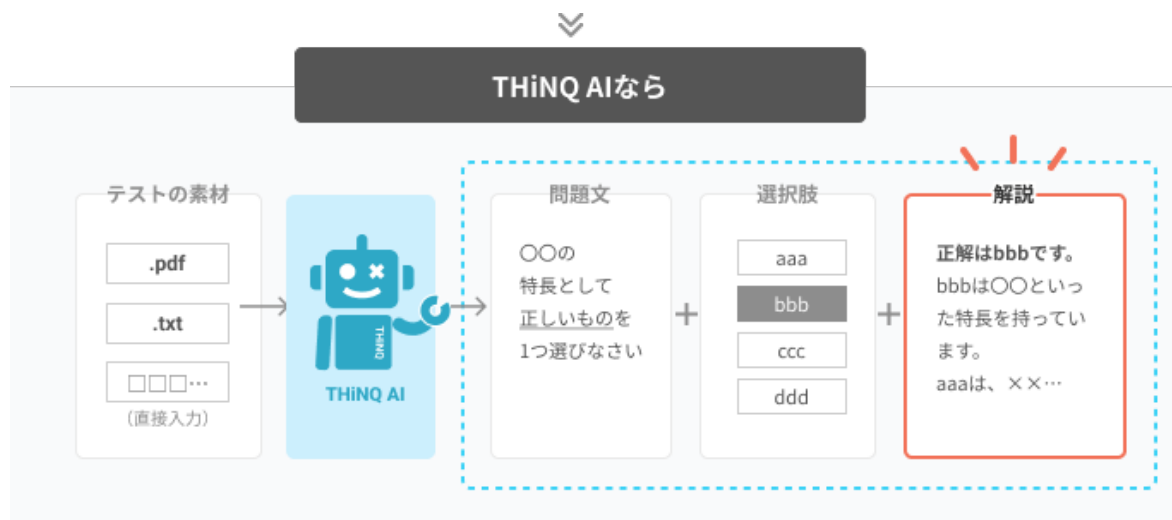 THiNQ AIなら
テストの素材
.pdf
.txt
□□□…
(直接入力)
THiNQ
THiNQ AI
問題文
〇〇の
特長として
正しいものを
1つ選びなさい
+
選択肢
aaa
bbb
ccc
ddd
+
解説
正解はbbbです。
bbbは〇〇といっ
た特長を持ってい
ます。
aaaは、××…